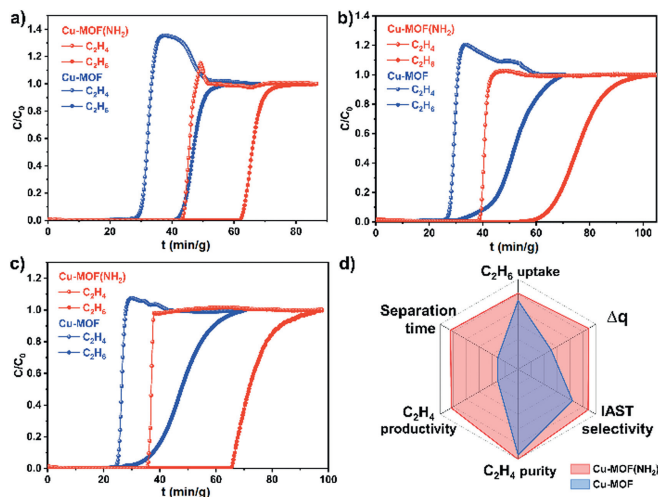 a)
Cu-MOF(NH₂)
C₂H₄
C₂H₆
Cu-MOF
C₂H₄
C₂H₆
C/C₀
1.4
1.2
1.0
0.8
0.6
0.4
0.2
0.0
0 20 40 60 80
t (min/g)
b)
Cu-MOF(NH₂)
C₂H₄
C₂H₆
Cu-MOF
C₂H₄
C₂H₆
C/C₀
1.4
1.2
1.0
0.8
0.6
0.4
0.2
0.0
0 20 40 60 80 100
t (min/g)
c)
Cu-MOF(NH₂)
C₂H₄
C₂H₆
Cu-MOF
C₂H₄
C₂H₆
C/C₀
1.2
1.0
0.8
0.6
0.4
0.2
0.0
0 20 40 60 80 100
t (min/g)
d)
C₂H₆ uptake
Δq
IAST
selectivity
C₂H₄ purity
C₂H₄
productivity
Separation
time
Cu-MOF(NH₂)
Cu-MOF